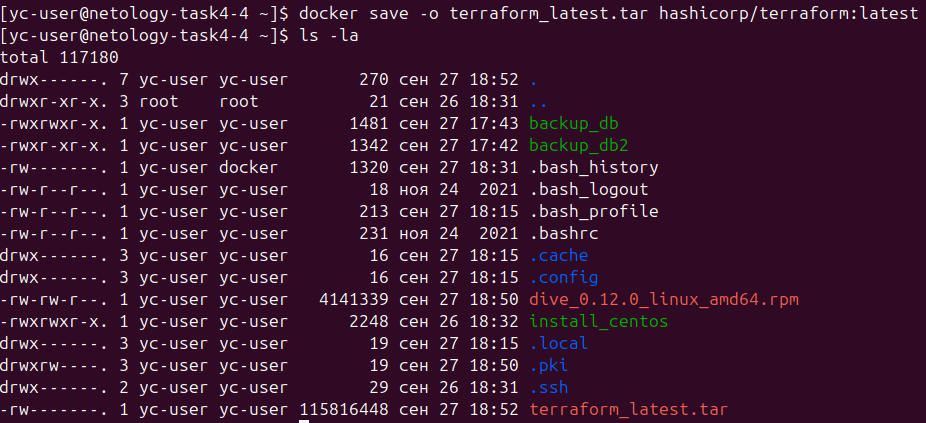 [yc-user@netology-task4-4 ~]$ docker save -o terraform_latest.tar hashicorp/terraform:latest
[yc-user@netology-task4-4 ~]$ ls -la
total 117180
drwx------. 7 yc-user yc-user       270 сен 27 18:52 .
drwxr-xr-x. 3 root    root           21 сен 26 18:31 ..
-rwxrwxr-x. 1 yc-user yc-user      1481 сен 27 17:43 backup_db
-rwxr-xr-x. 1 yc-user yc-user      1342 сен 27 17:42 backup_db2
-rw-------. 1 yc-user docker       1320 сен 27 18:31 .bash_history
-rw-r--r--. 1 yc-user yc-user        18 ноя 24  2021 .bash_logout
-rw-r--r--. 1 yc-user yc-user       213 сен 27 18:15 .bash_profile
-rw-r--r--. 1 yc-user yc-user       231 ноя 24  2021 .bashrc
drwx------. 3 yc-user yc-user        16 сен 27 18:15 .cache
drwx------. 3 yc-user yc-user        16 сен 27 18:15 .config
-rw-rw-r--. 1 yc-user yc-user   4141339 сен 27 18:50 dive_0.12.0_linux_amd64.rpm
-rwxrwxr-x. 1 yc-user yc-user      2248 сен 26 18:32 install_centos
drwx------. 3 yc-user yc-user        19 сен 27 18:15 .local
drwxrw----. 3 yc-user yc-user        19 сен 27 18:50 .pki
drwx------. 2 yc-user yc-user        29 сен 26 18:31 .ssh
-rw-------. 1 yc-user yc-user 115816448 сен 27 18:52 terraform_latest.tar